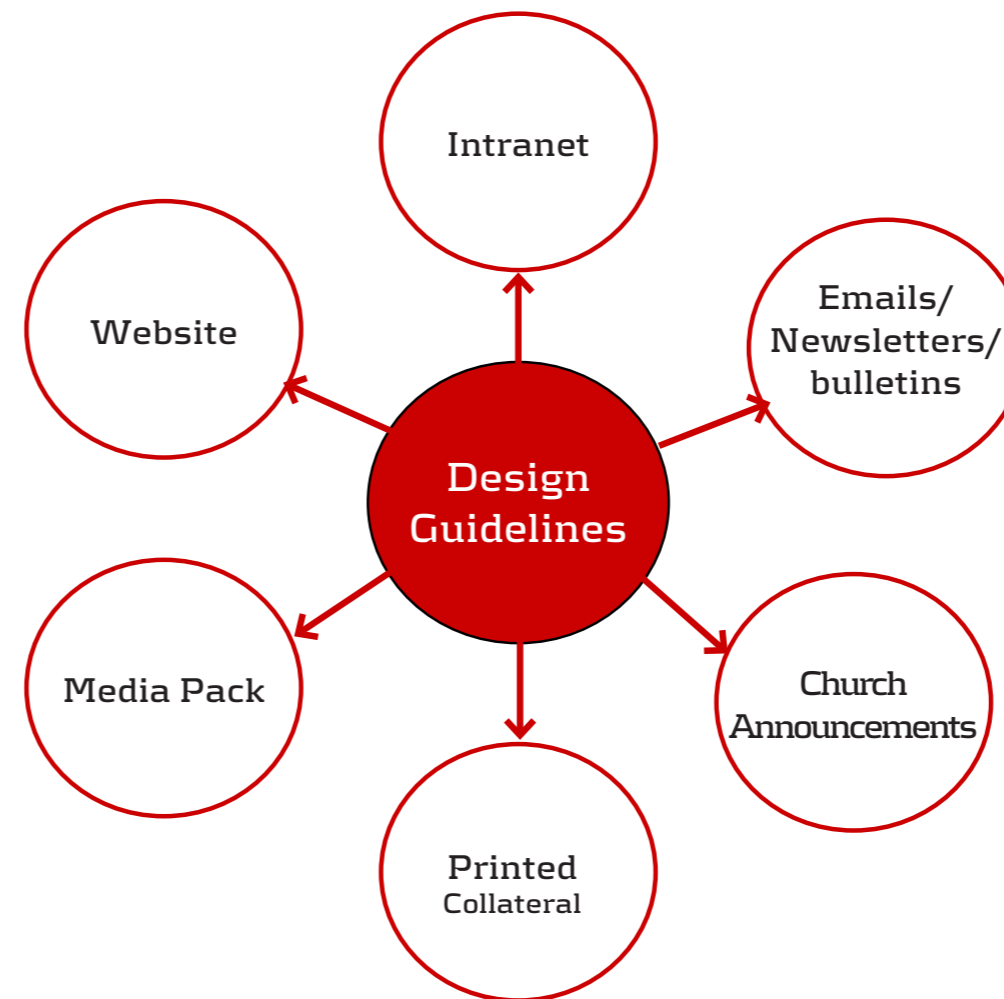 Intranet
Emails/
Newsletters/
bulletins
Website
Design
Guidelines
Church
Announcements
Media Pack
Printed
Collateral